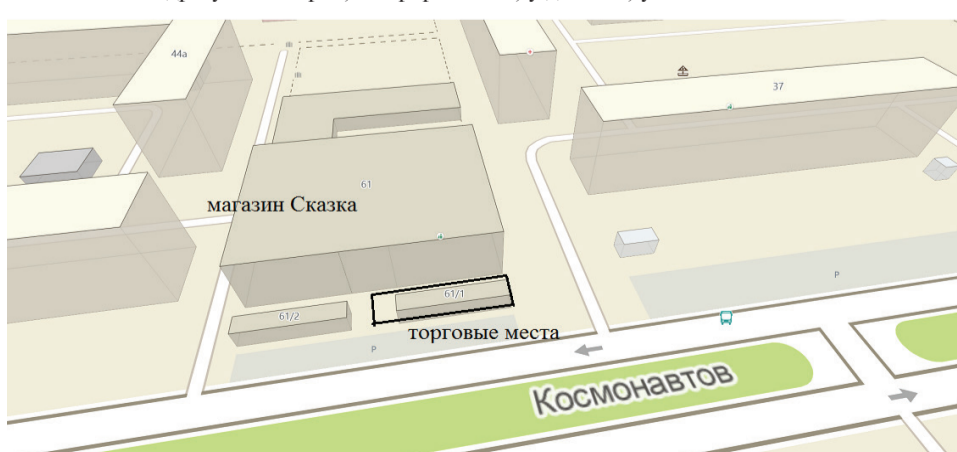 44а
37
61
магазин Сказка
61/1
61/2
торговые места
P
P
Космонавтов